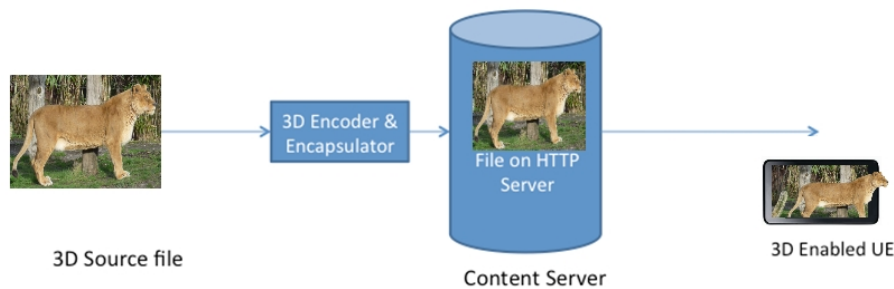 3D Encoder &
Encapsulator
File on HTTP
Server
3D Source file
Content Server
3D Enabled UE